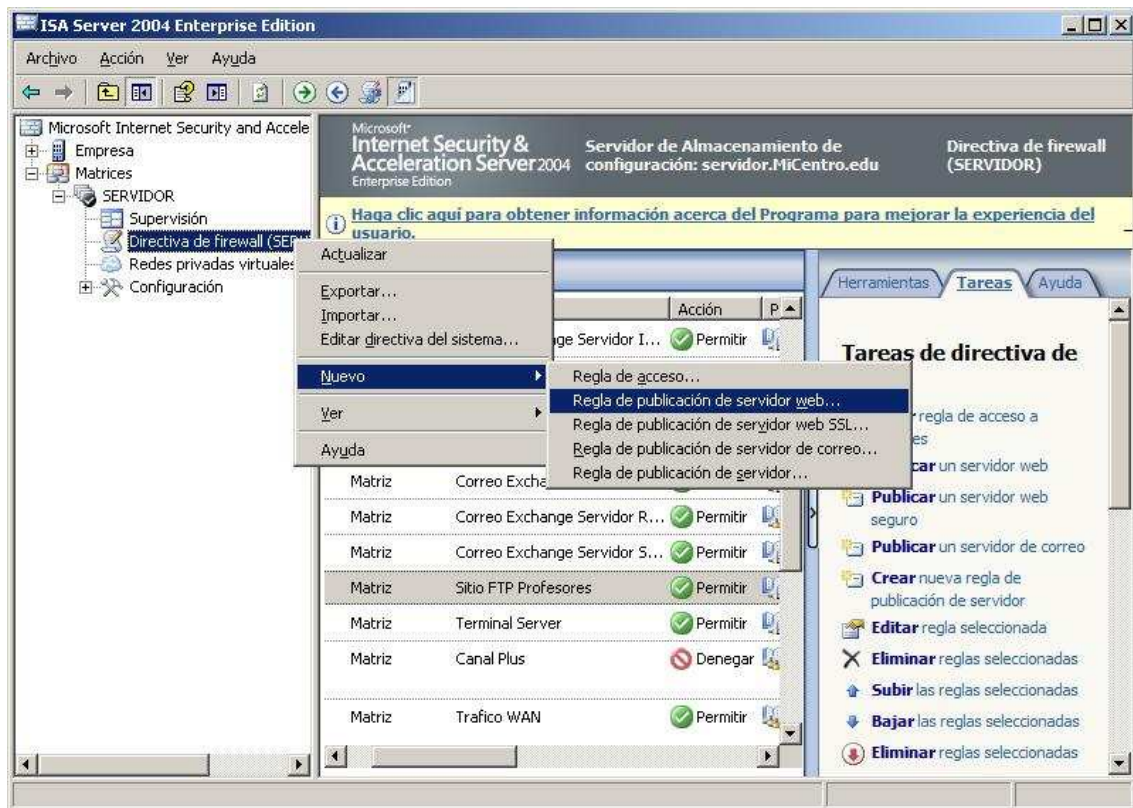 ISA Server 2004 Enterprise Edition
Archivo Acción Ver Ayuda
Microsoft Internet Security and Accele
Empresa
Matrices
SERVIDOR
Supervisión
Directiva de firewall (SER
Redes privadas virtuales
Configuración
Microsoft
Internet Security &
Acceleration Server 2004
Enterprise Edition
Servidor de Almacenamiento de
configuración: servidor.MiCentro.edu
Directiva de firewall
(SERVIDOR)
Haga clic aquí para obtener información acerca del Programa para mejorar la experiencia del
usuario.
Actualizar
Exportar...
Importar...
Editar directiva del sistema...
Nuevo
Ver
Ayuda
Regla de acceso...
Regla de publicación de servidor web...
Regla de publicación de servidor web SSL...
Regla de publicación de servidor de correo...
Regla de publicación de servidor...
Acción P
ge Servidor I... Permitir
Matriz Correo Excha
Matriz Correo Exchange Servidor R... Permitir
Matriz Correo Exchange Servidor S... Permitir
Matriz Sitio FTP Profesores Permitir
Matriz Terminal Server Permitir
Matriz Canal Plus Denegar
Matriz Trafico WAN Permitir
Herramientas Tareas Ayuda
Tareas de directiva de
regla de acceso a
es
car un servidor web
Publicar un servidor web
seguro
Publicar un servidor de correo
Crear nueva regla de
publicación de servidor
Editar regla seleccionada
Eliminar reglas seleccionadas
Subir las reglas seleccionadas
Bajar las reglas seleccionadas
Eliminar reglas seleccionadas